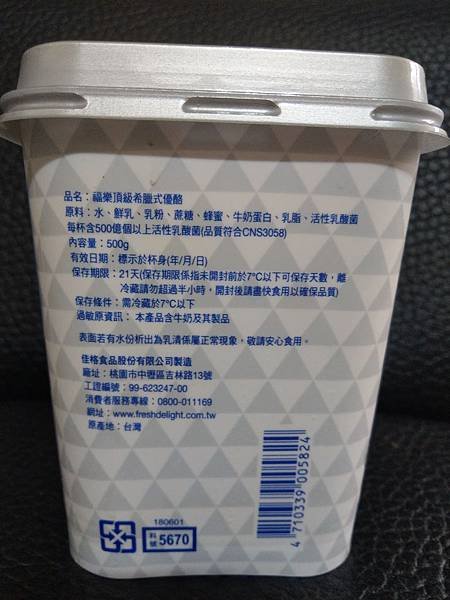 品名：福樂頂級希臘式優酪
原料：水、鮮乳、乳粉、蔗糖、蜂蜜、牛奶蛋白、乳脂、活性乳酸菌
每杯含500億個以上活性乳酸菌(品質符合CNS3058)
內容量：500g
有效日期：標示於杯身(年/月/日)
保存期限：21天(保存期限係指未開封前於7°C以下可保存天數，離
冷藏請勿超過半小時，開封後請盡快食用以確保品質)
保存條件：需冷藏於7°C以下
過敏原資訊： 本產品含牛奶及其製品
表面若有水份析出為乳清係屬正常現象，敬請安心食用。
佳格食品股份有限公司製造
廠址：桃園市中壢區吉林路13號
工證編號：99-623247-00
消費者服務專線：0800-011169
網址：www.freshdelight.com.tw
原產地：台灣
180601
料號 5670
4 710339 005824